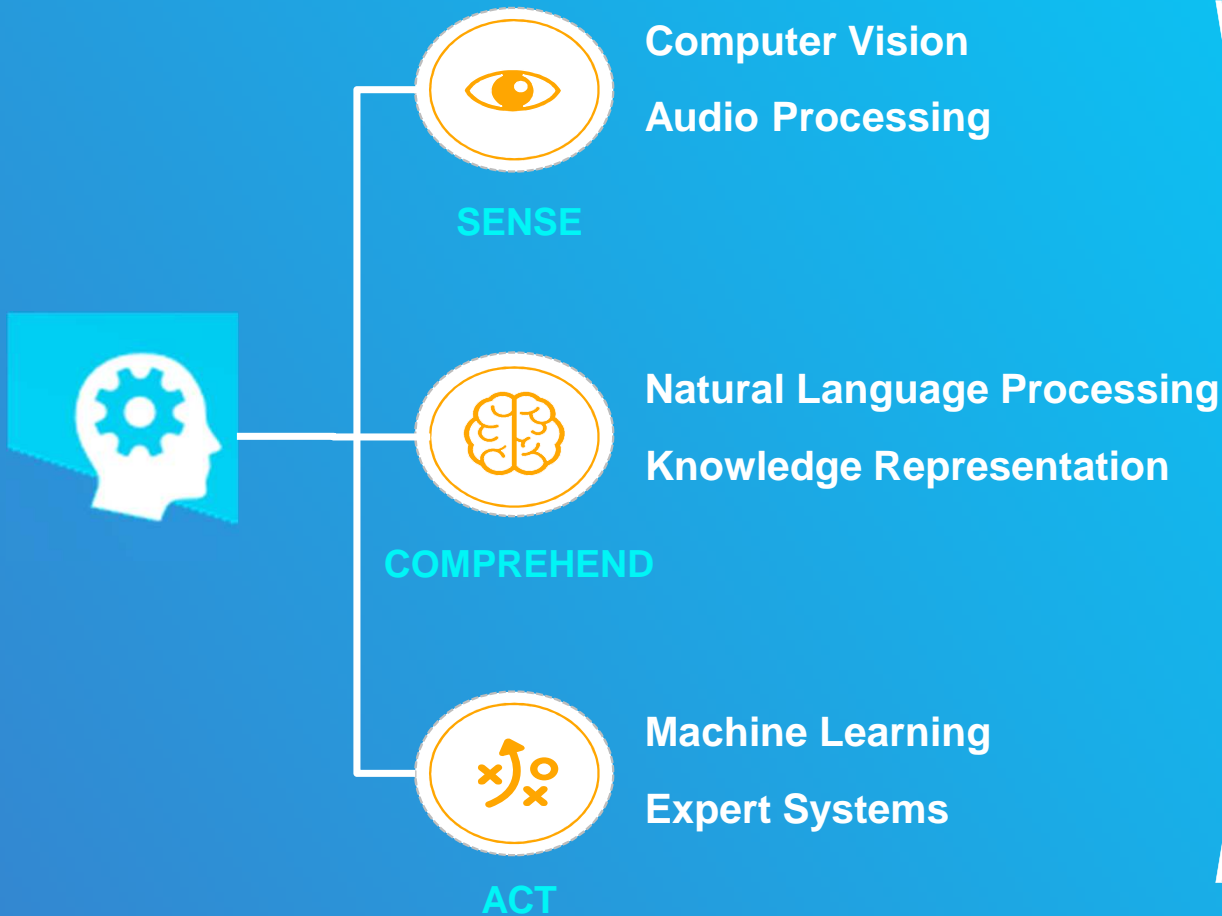 Computer Vision
Audio Processing
SENSE
Natural Language Processing
Knowledge Representation
COMPREHEND
Machine Learning
Expert Systems
ACT